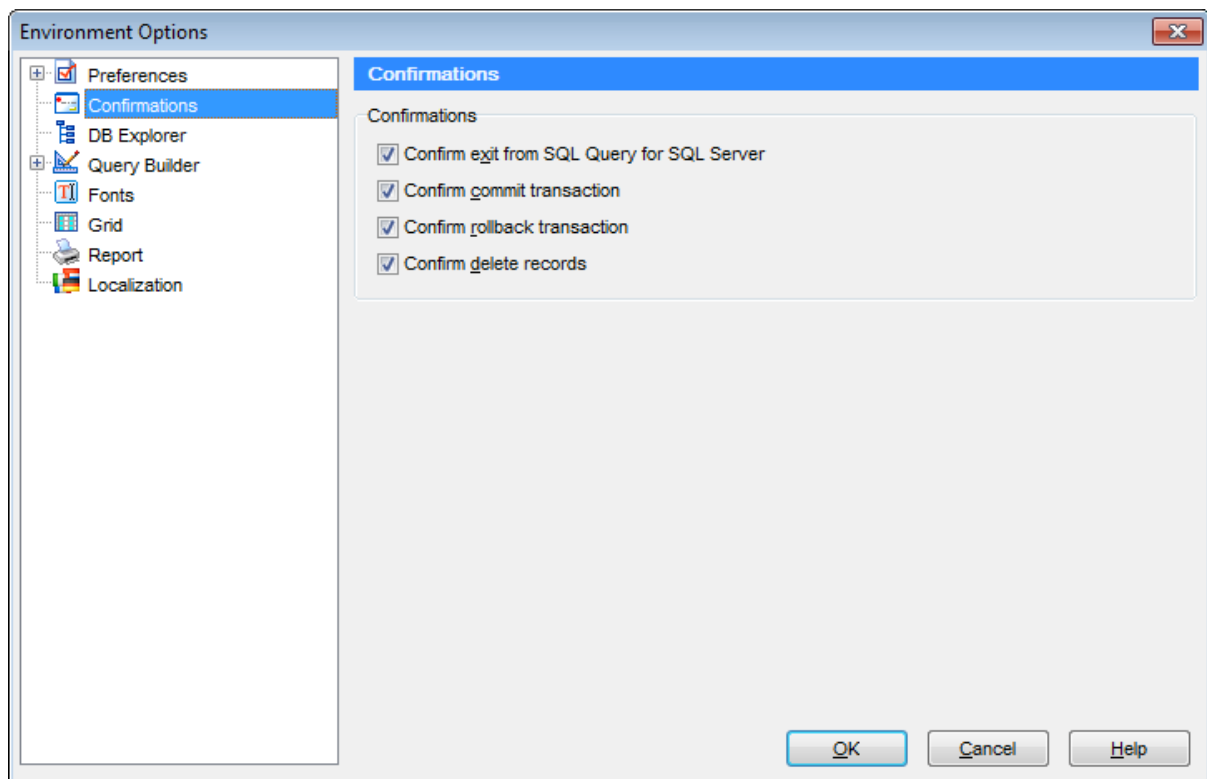 Environment Options
Preferences
Confirmations
DB Explorer
Query Builder
Fonts
Grid
Report
Localization
Confirmations
Confirmations
Confirm exit from SQL Query for SQL Server
Confirm commit transaction
Confirm rollback transaction
Confirm delete records
OK
Cancel
Help